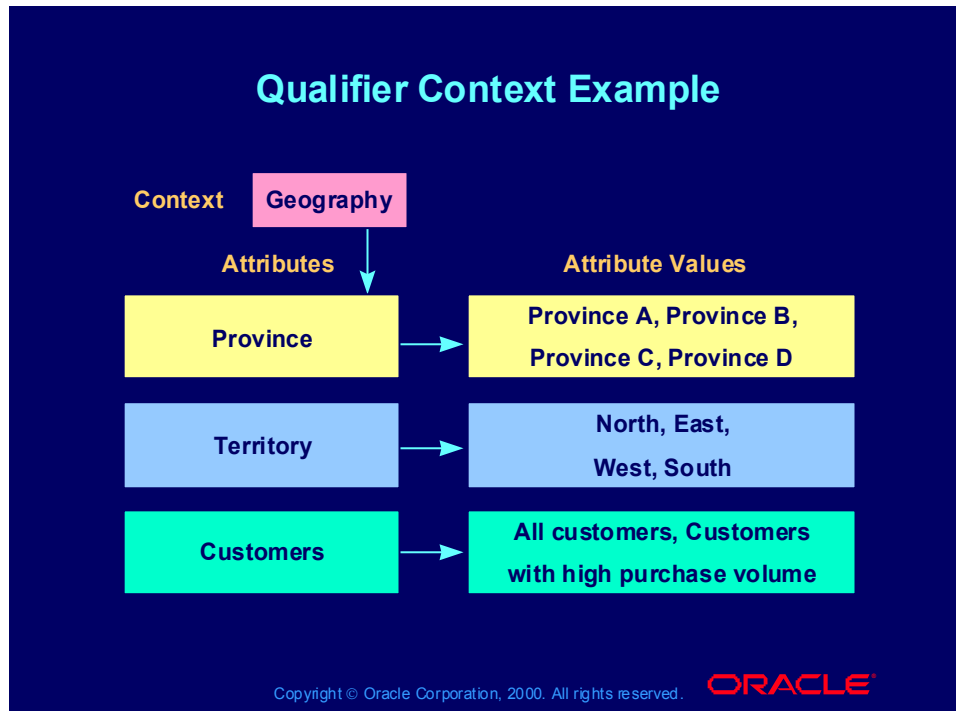 Qualifier Context Example
Context
Geography
Attributes
Attribute Values
Province
Province A, Province B,
Province C, Province D
Territory
North, East,
West, South
Customers
All customers, Customers
with high purchase volume
Copyright © Oracle Corporation, 2000. All rights reserved.
ORACLE®